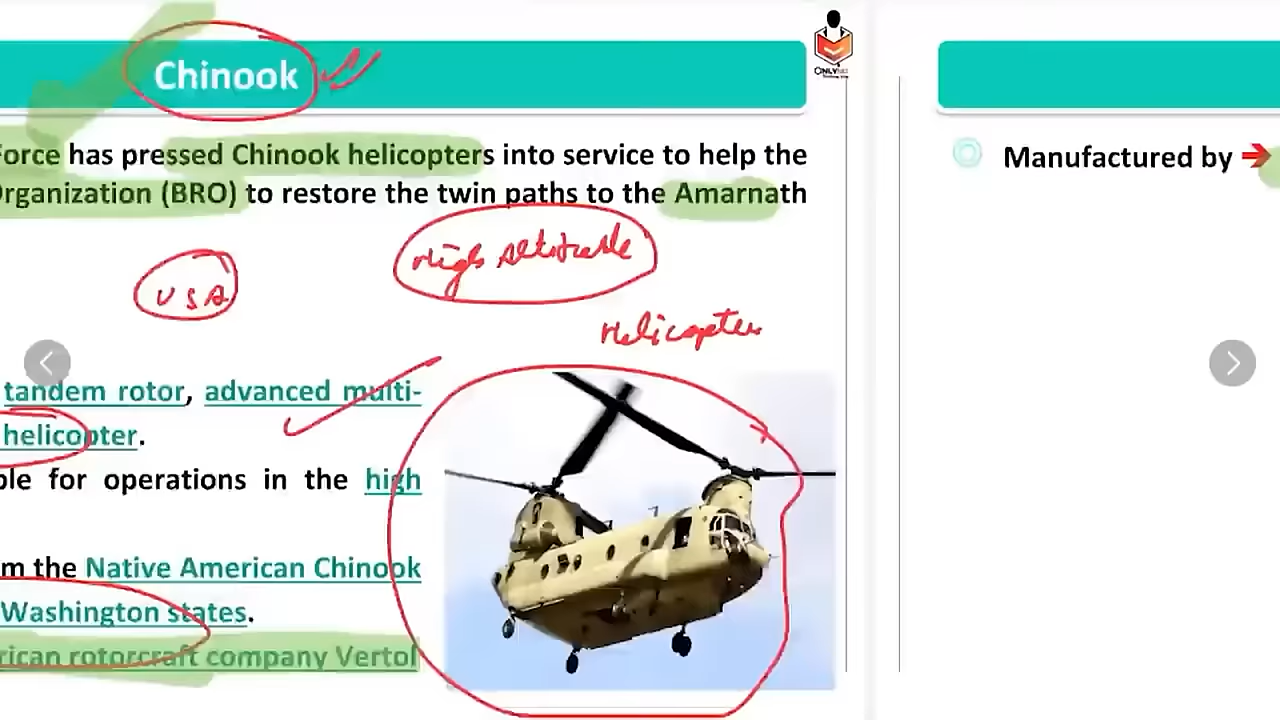 Chinook
Force has pressed Chinook helicopters into service to help the
Organization (BRO) to restore the twin paths to the Amarnath
High Altitude
USA
Helicopter
tandem rotor, advanced multi-
helicopter.
ble for operations in the high
m the Native American Chinook
Washington states.
rican rotorcraft company Vertol
Manufactured by →